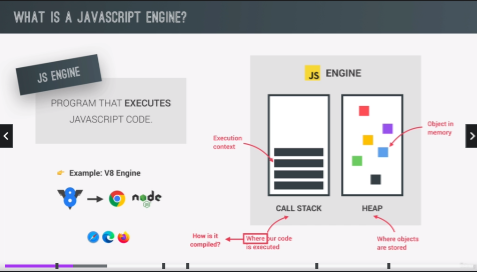 WHAT IS A JAVASCRIPT ENGINE?
JS ENGINE
PROGRAM THAT EXECUTES
JAVASCRIPT CODE.
Example: V8 Engine
node
JS
JS ENGINE
Execution
context
Object in
memory
CALL STACK
HEAP
How is it
compiled?
Where our code
is executed
Where objects
are stored